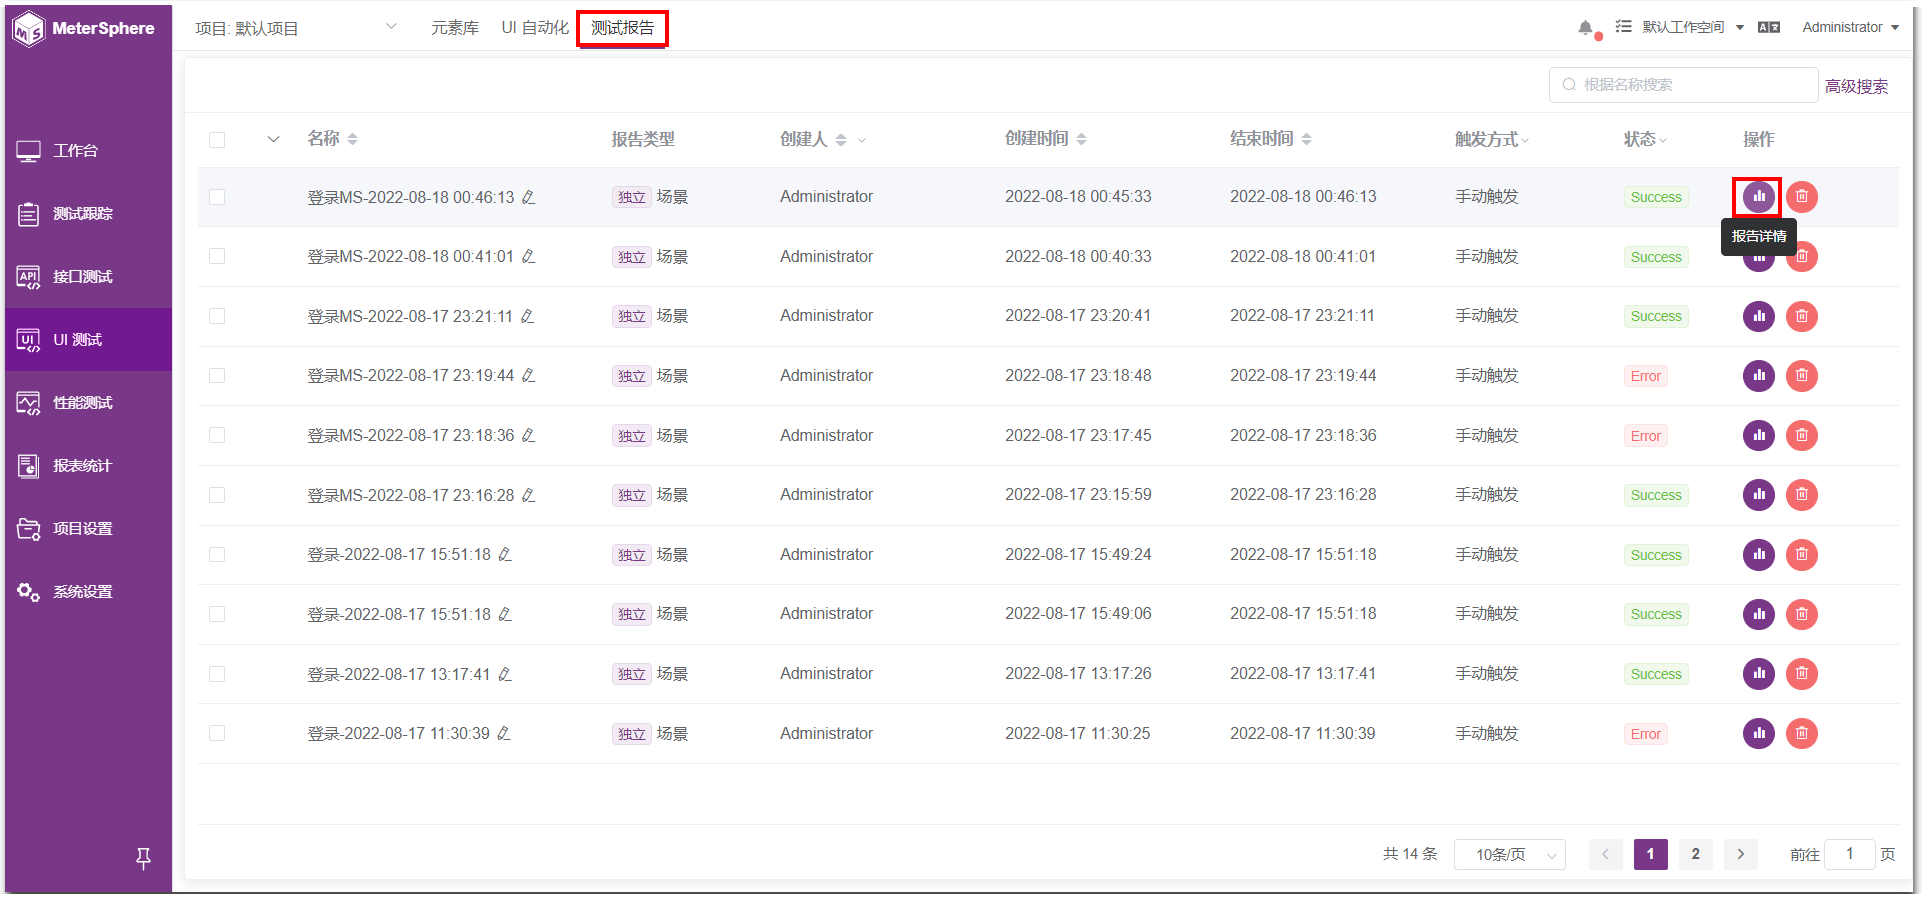 MeterSphere
项目: 默认项目
元素库
UI 自动化
测试报告
默认工作空间
Administrator
工作台
测试跟踪
API 接口测试
UI UI 测试
性能测试
报表统计
项目设置
系统设置
根据名称搜索
高级搜索
名称 报告类型 创建人 创建时间 结束时间 触发方式 状态 操作
登录MS-2022-08-18 00:46:13 独立 场景 Administrator 2022-08-18 00:45:33 2022-08-18 00:46:13 手动触发 Success
报告详情
登录MS-2022-08-18 00:41:01 独立 场景 Administrator 2022-08-18 00:40:33 2022-08-18 00:41:01 手动触发 Success
登录MS-2022-08-17 23:21:11 独立 场景 Administrator 2022-08-17 23:20:41 2022-08-17 23:21:11 手动触发 Success
登录MS-2022-08-17 23:19:44 独立 场景 Administrator 2022-08-17 23:18:48 2022-08-17 23:19:44 手动触发 Error
登录MS-2022-08-17 23:18:36 独立 场景 Administrator 2022-08-17 23:17:45 2022-08-17 23:18:36 手动触发 Error
登录MS-2022-08-17 23:16:28 独立 场景 Administrator 2022-08-17 23:15:59 2022-08-17 23:16:28 手动触发 Success
登录-2022-08-17 15:51:18 独立 场景 Administrator 2022-08-17 15:49:24 2022-08-17 15:51:18 手动触发 Success
登录-2022-08-17 15:51:18 独立 场景 Administrator 2022-08-17 15:49:06 2022-08-17 15:51:18 手动触发 Success
登录-2022-08-17 13:17:41 独立 场景 Administrator 2022-08-17 13:17:26 2022-08-17 13:17:41 手动触发 Success
登录-2022-08-17 11:30:39 独立 场景 Administrator 2022-08-17 11:30:25 2022-08-17 11:30:39 手动触发 Error
共 14 条 10条/页 1 2 前往 1 页